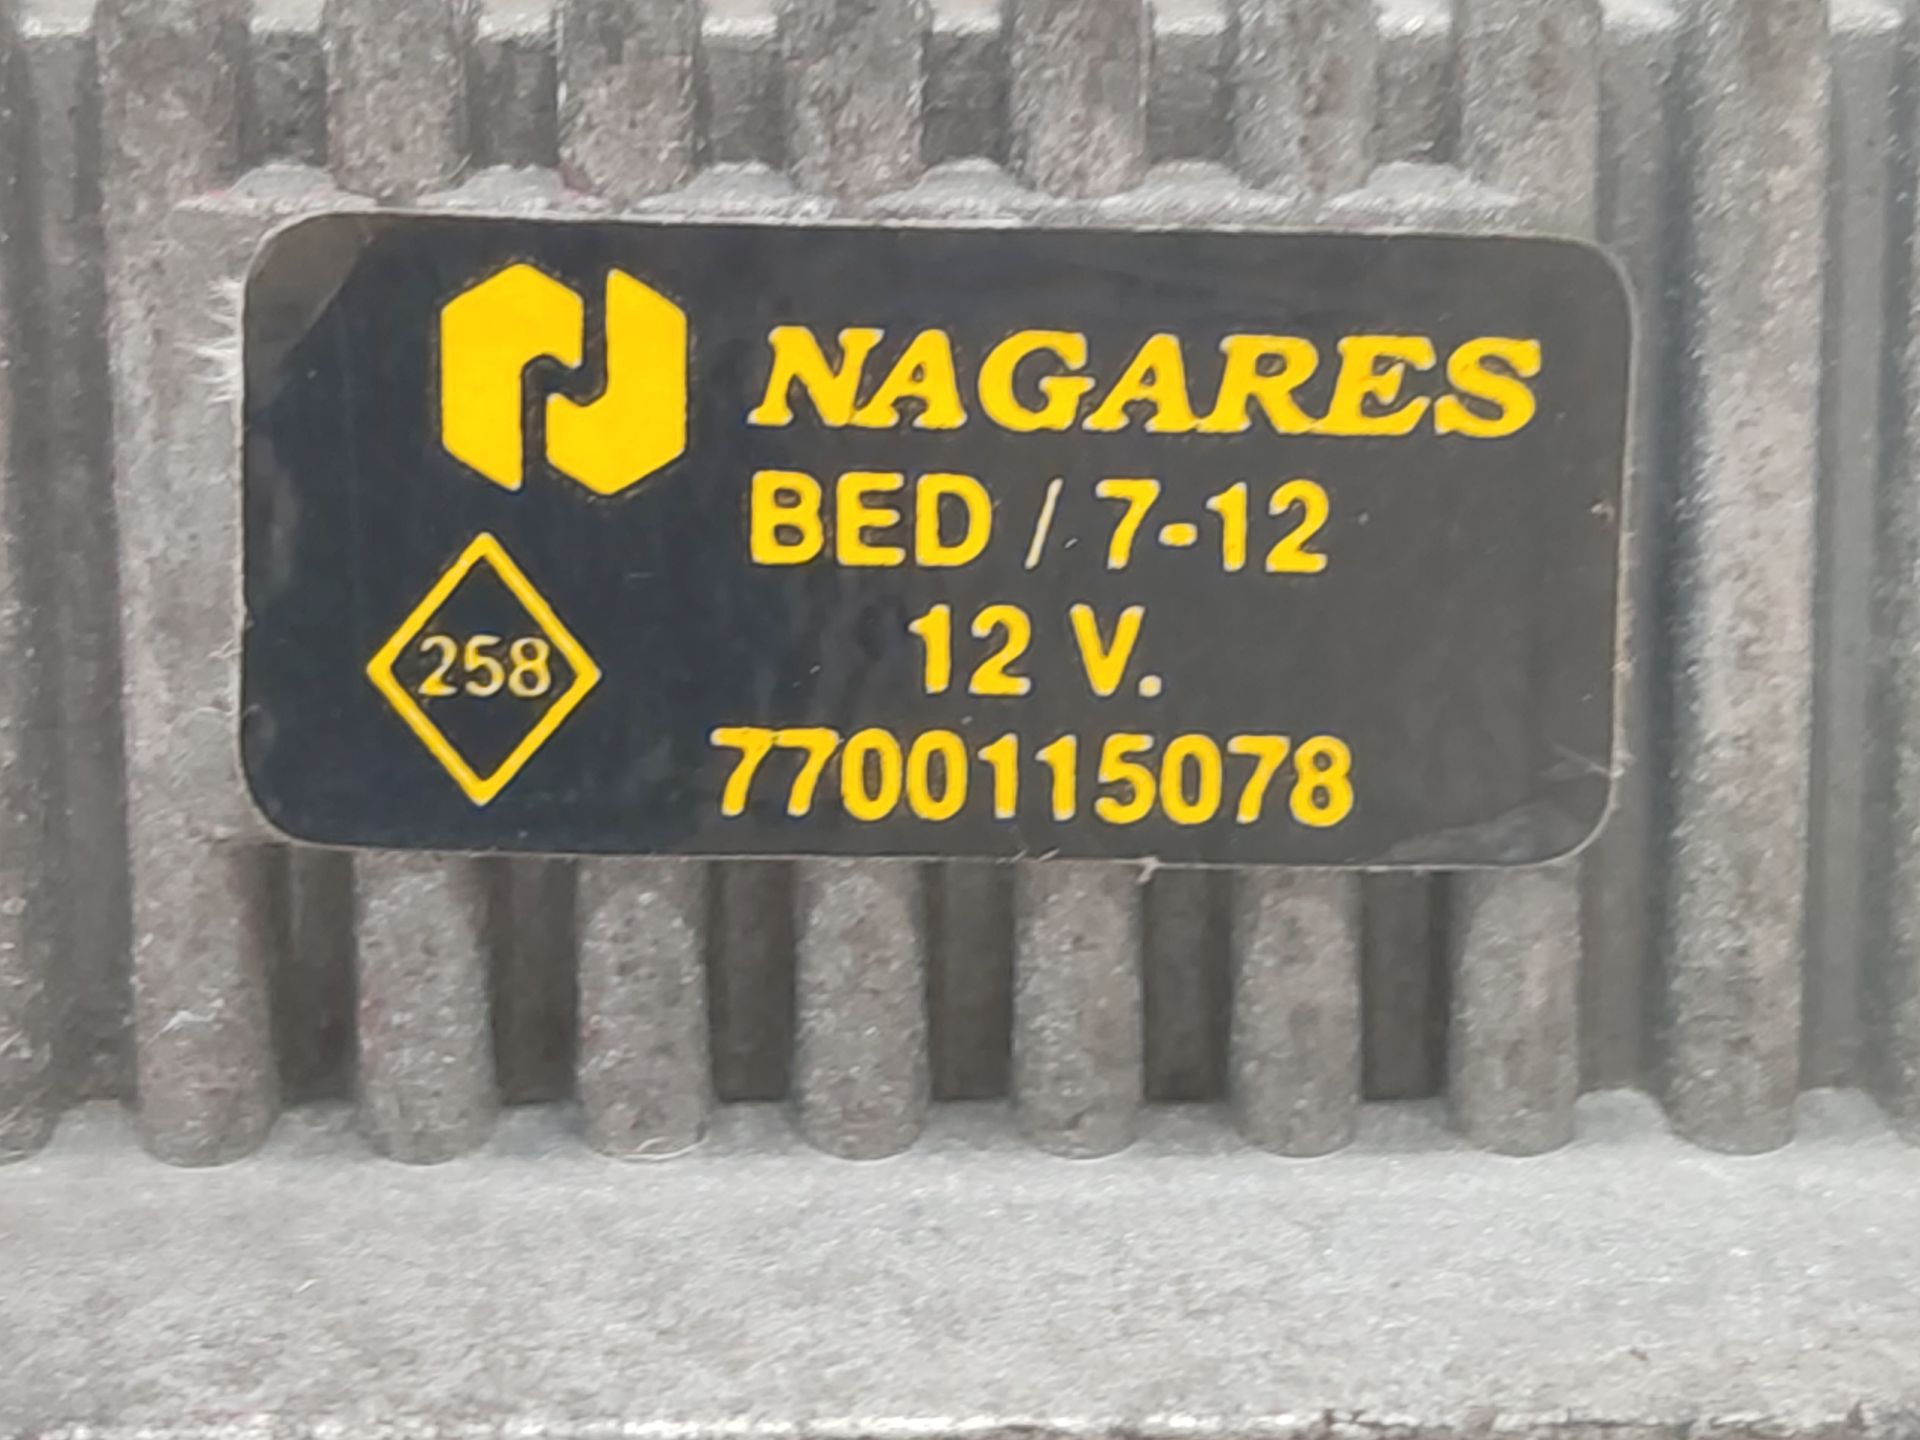 NAGARES
BED / 7-12
12 V.
258
7700115078